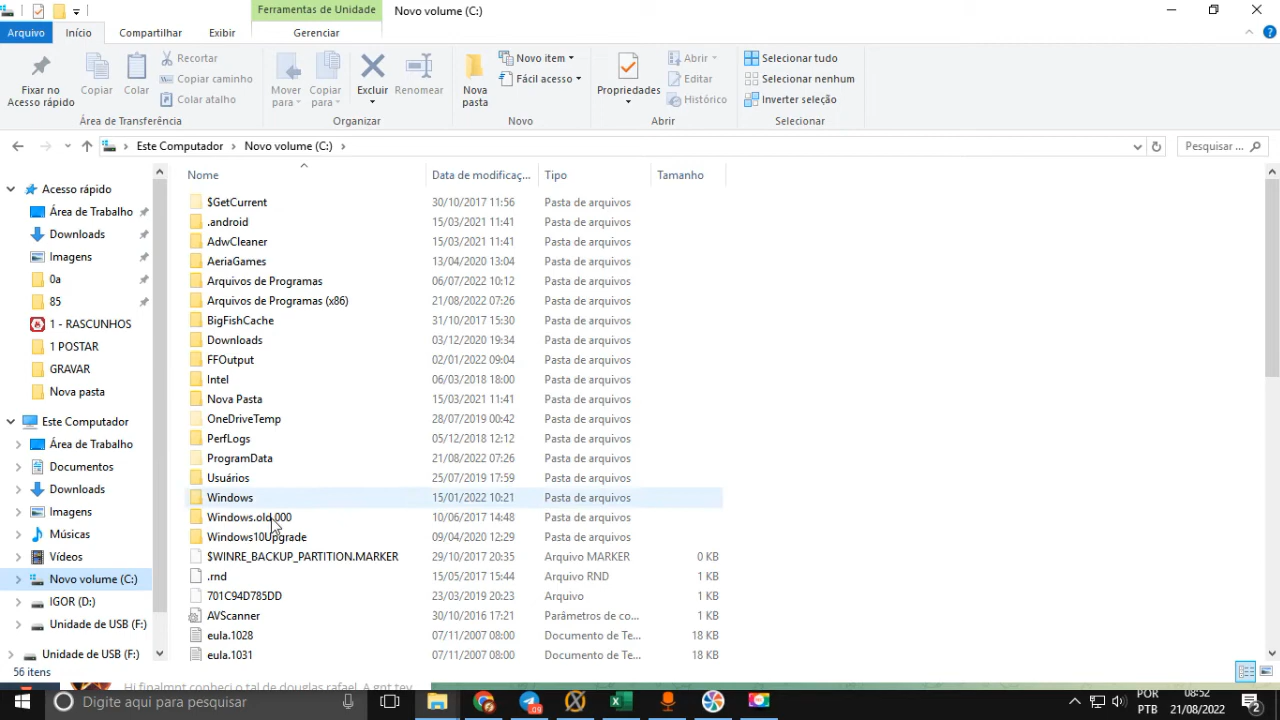 Ferramentas de Unidade
Novo volume (C:)
Arquivo
Início
Compartilhar
Exibir
Gerenciar
Fixar no
Acesso rápido
Copiar
Colar
Recortar
Copiar caminho
Colar atalho
Área de Transferência
Mover
para
Copiar
para
Excluir
Renomear
Organizar
Nova
pasta
Novo item
Fácil acesso
Novo
Propriedades
Abrir
Editar
Histórico
Abrir
Selecionar tudo
Selecionar nenhum
Inverter seleção
Selecionar
Este Computador
Novo volume (C:)
Pesquisar ...
Acesso rápido
Área de Trabalho
Downloads
Imagens
0a
85
1 - RASCUNHOS
1 POSTAR
GRAVAR
Nova pasta
Este Computador
Área de Trabalho
Documentos
Downloads
Imagens
Músicas
Vídeos
Novo volume (C:)
IGOR (D:)
Unidade de USB (F:)
Unidade de USB (F:)
Nome Data de modificaç... Tipo Tamanho
$GetCurrent 30/10/2017 11:56 Pasta de arquivos
.android 15/03/2021 11:41 Pasta de arquivos
AdwCleaner 15/03/2021 11:41 Pasta de arquivos
AeriaGames 13/04/2020 13:04 Pasta de arquivos
Arquivos de Programas 06/07/2022 10:12 Pasta de arquivos
Arquivos de Programas (x86) 21/08/2022 07:26 Pasta de arquivos
BigFishCache 31/10/2017 15:30 Pasta de arquivos
Downloads 03/12/2020 19:34 Pasta de arquivos
FFOutput 02/01/2022 09:04 Pasta de arquivos
Intel 06/03/2018 18:00 Pasta de arquivos
Nova Pasta 15/03/2021 11:41 Pasta de arquivos
OneDriveTemp 28/07/2019 00:42 Pasta de arquivos
PerfLogs 05/12/2018 12:12 Pasta de arquivos
ProgramData 21/08/2022 07:26 Pasta de arquivos
Usuários 25/07/2019 17:59 Pasta de arquivos
Windows 15/01/2022 10:21 Pasta de arquivos
Windows.old.000 10/06/2017 14:48 Pasta de arquivos
Windows10Upgrade 09/04/2020 12:29 Pasta de arquivos
$WINRE_BACKUP_PARTITION.MARKER 29/10/2017 20:35 Arquivo MARKER 0 KB
.rnd 15/05/2017 15:44 Arquivo RND 1 KB
701C94D785DD 23/03/2019 20:23 Arquivo 1 KB
AVScanner 30/10/2016 17:21 Parâmetros de co... 1 KB
eula.1028 07/11/2007 08:00 Documento de Te... 18 KB
eula.1031 07/11/2007 08:00 Documento de Te... 18 KB
56 itens
Digite aqui para pesquisar
09
POR
PTB
08:52
21/08/2022
2